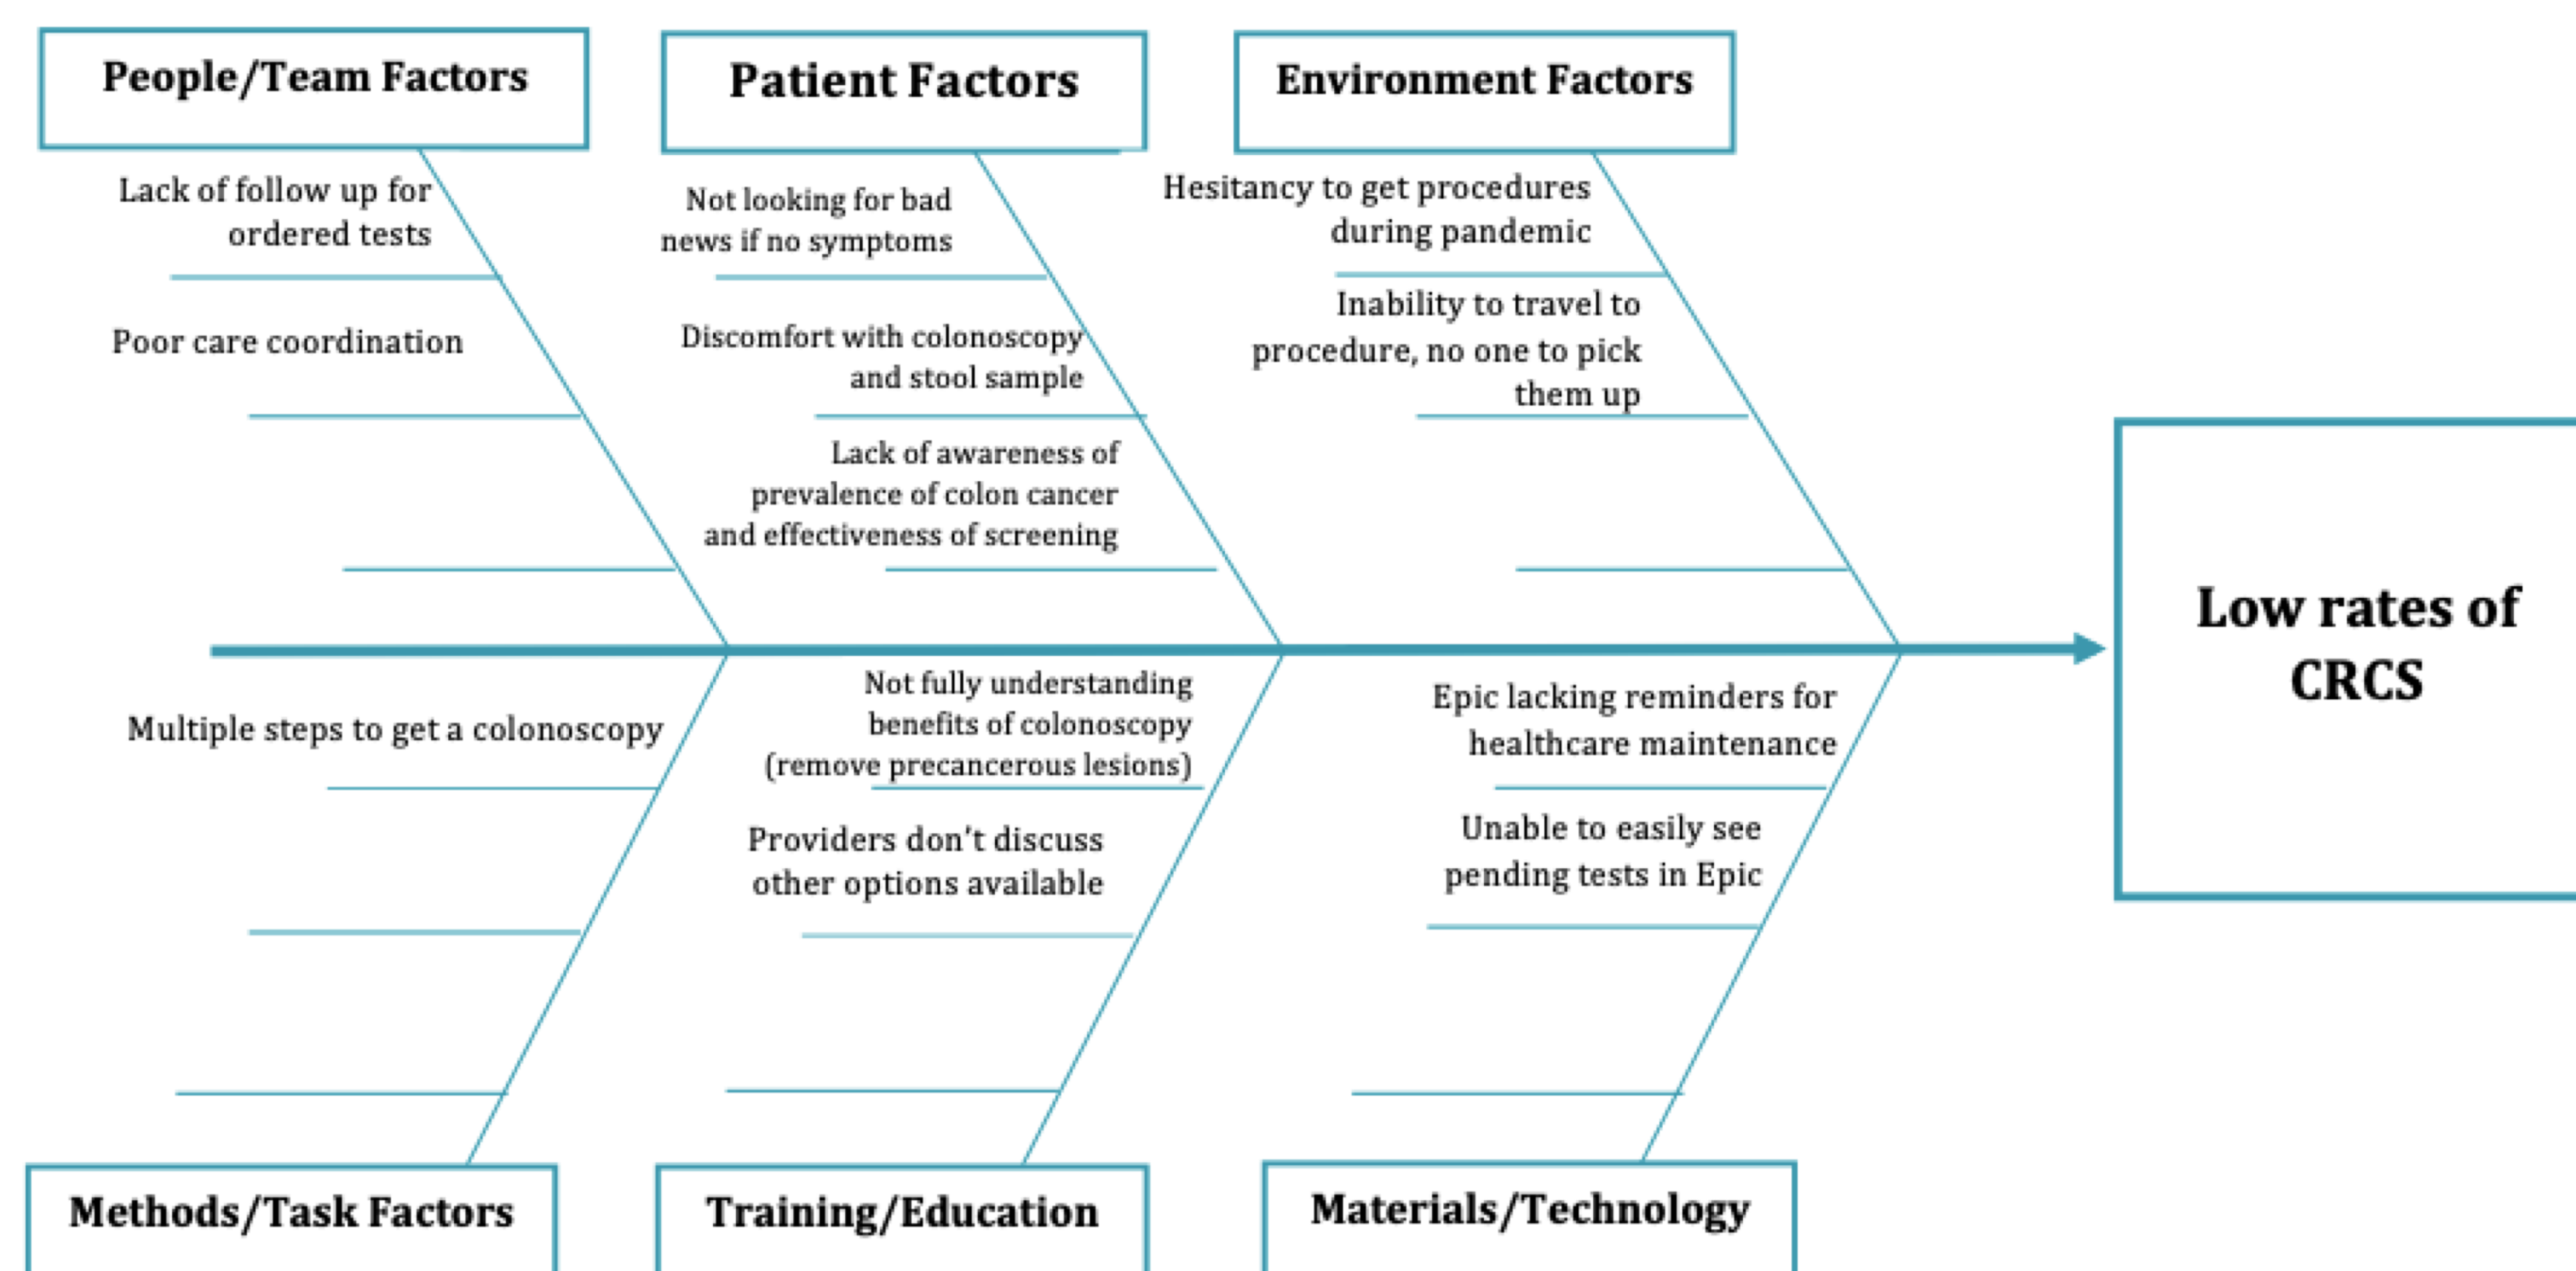 People/Team Factors
Lack of follow up for
ordered tests
Poor care coordination
Patient Factors
Not looking for bad
news if no symptoms
Discomfort with colonoscopy
and stool sample
Lack of awareness of
prevalence of colon cancer
and effectiveness of screening
Environment Factors
Hesitancy to get procedures
during pandemic
Inability to travel to
procedure, no one to pick
them up
Low rates of
CRCS
Multiple steps to get a colonoscopy
Methods/Task Factors
Not fully understanding
benefits of colonoscopy
(remove precancerous lesions)
Providers don't discuss
other options available
Training/Education
Epic lacking reminders for
healthcare maintenance
Unable to easily see
pending tests in Epic
Materials/Technology